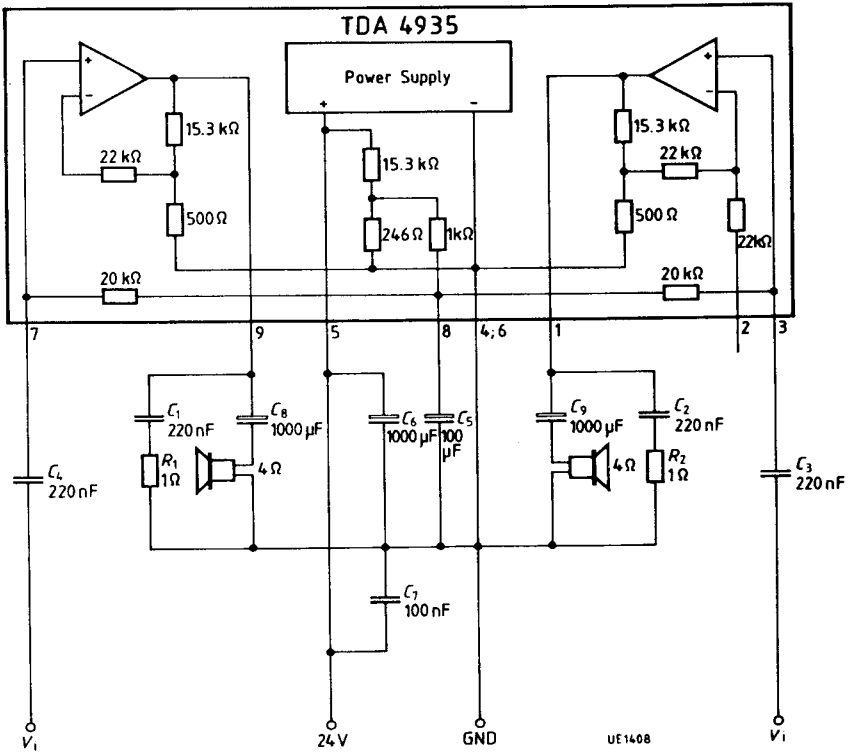 TDA 4935
Power Supply
+
-
+
-
+
-
15.3 kΩ
22 kΩ
500 Ω
15.3 kΩ
246 Ω
1kΩ
15.3 kΩ
22 kΩ
500 Ω
22kΩ
20 kΩ
20 kΩ
7
9
5
8
4;6
1
2
3
C1
220 nF
C8
1000 µF
C6
1000 µF
C5
100
µF
C9
1000 µF
C2
220 nF
R1
1Ω
4Ω
4Ω
R2
1Ω
C4
220 nF
C3
220 nF
C7
100 nF
Vi
24V
GND
UE1408
Vi